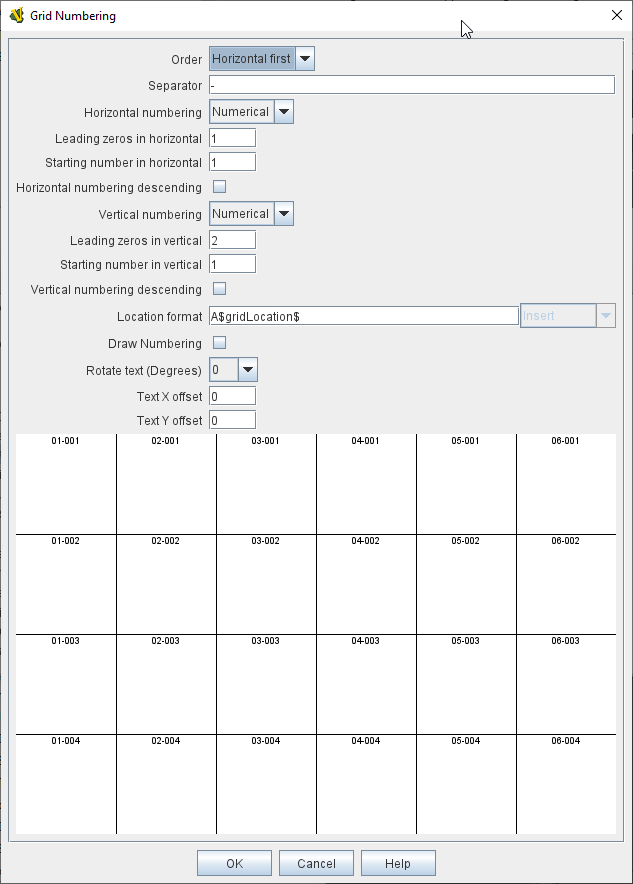 Grid Numbering
Order Horizontal first
Separator -
Horizontal numbering Numerical
Leading zeros in horizontal 1
Starting number in horizontal 1
Horizontal numbering descending
Vertical numbering Numerical
Leading zeros in vertical 2
Starting number in vertical 1
Vertical numbering descending
Location format A$gridLocation$ Insert
Draw Numbering
Rotate text (Degrees) 0
Text X offset 0
Text Y offset 0
01-001 02-001 03-001 04-001 05-001 06-001
01-002 02-002 03-002 04-002 05-002 06-002
01-003 02-003 03-003 04-003 05-003 06-003
01-004 02-004 03-004 04-004 05-004 06-004
OK Cancel Help